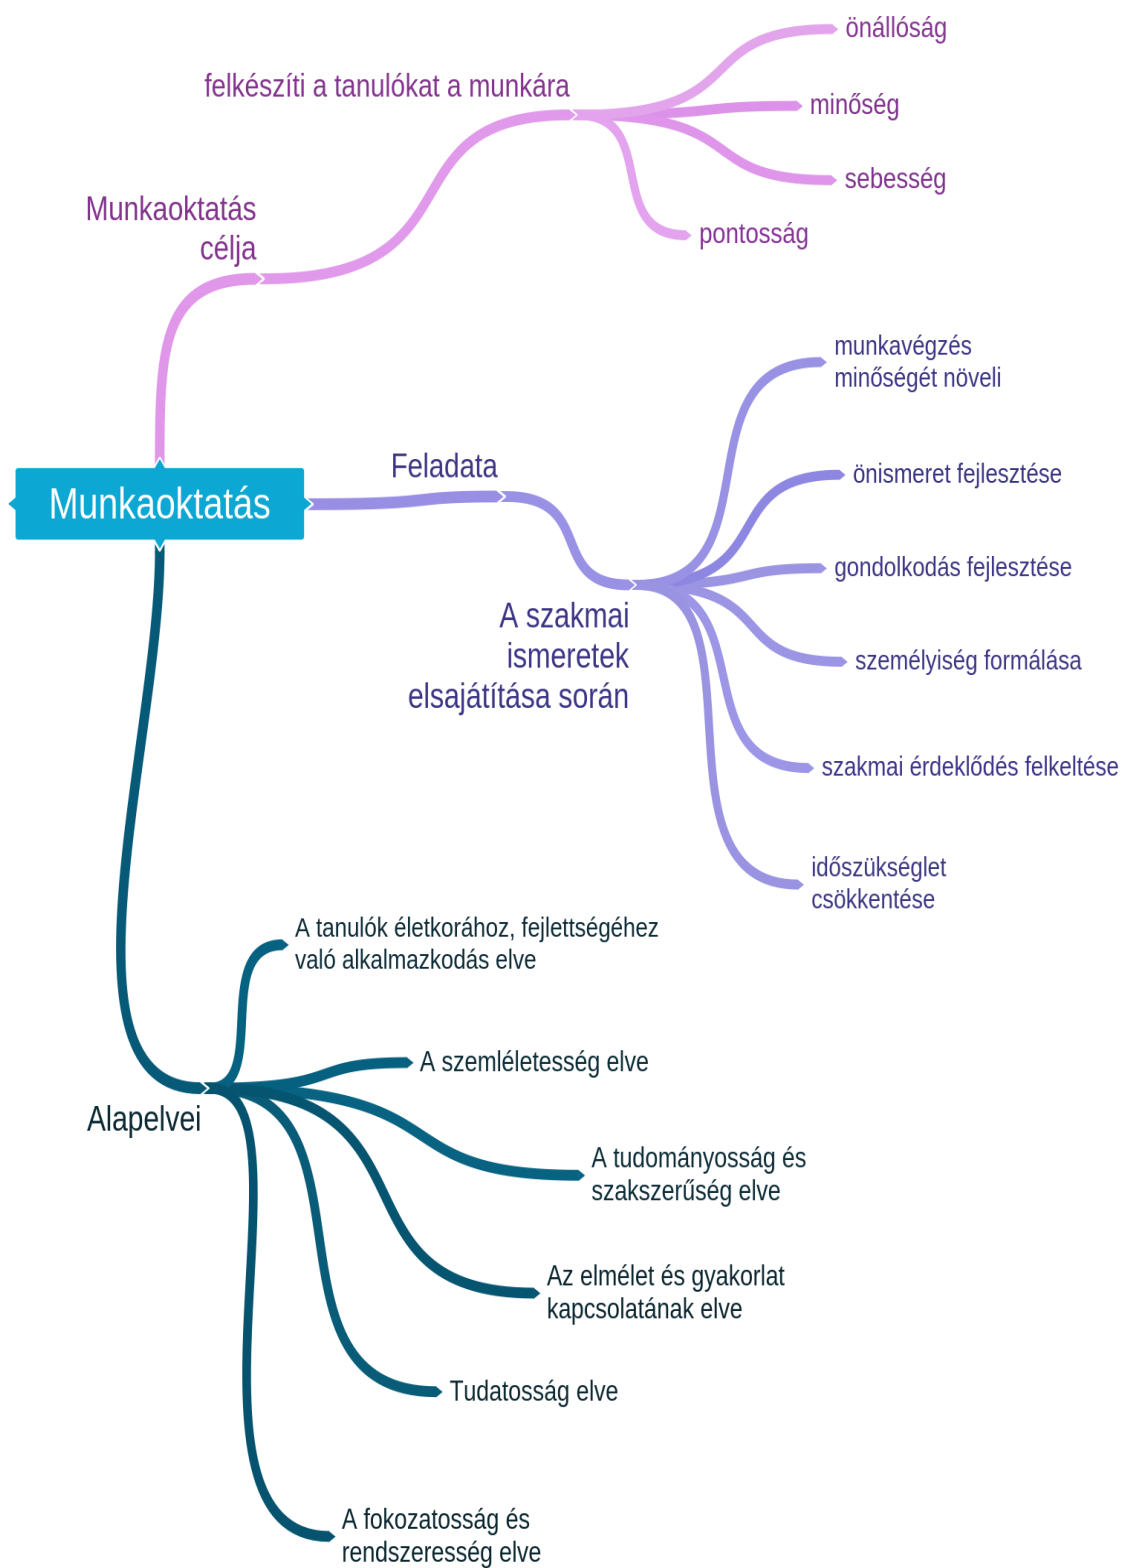 önállóság
felkészíti a tanulókat a munkára
minőség
sebesség
pontosság
Munkaoktatás
célja
munkavégzés
minőségét növeli
Feladata
önismeret fejlesztése
Munkaoktatás
gondolkodás fejlesztése
A szakmai
ismeretek
elsajátítása során
személyiség formálása
szakmai érdeklődés felkeltése
időszükséglet
csökkentése
A tanulók életkorához, fejlettségéhez
való alkalmazkodás elve
A szemléletesség elve
Alapelvei
A tudományosság és
szakszerűség elve
Az elmélet és gyakorlat
kapcsolatának elve
Tudatosság elve
A fokozatosság és
rendszeresség elve